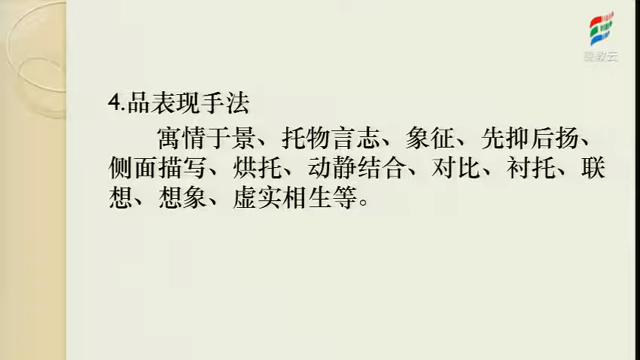 4.品表现手法
寓情于景、托物言志、象征、先抑后扬、
侧面描写、烘托、动静结合、对比、衬托、联
想、想象、虚实相生等。